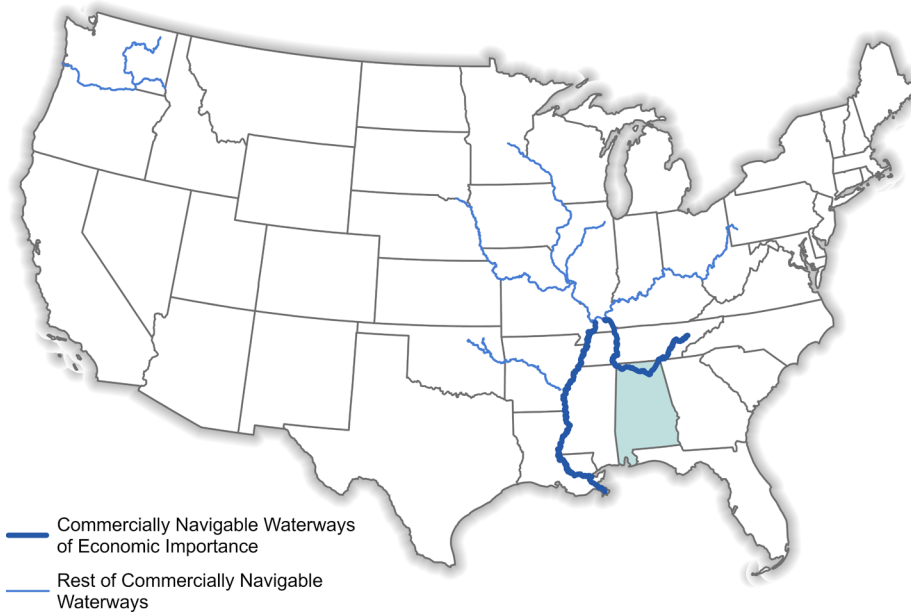 Commercially Navigable Waterways
of Economic Importance
Rest of Commercially Navigable
Waterways